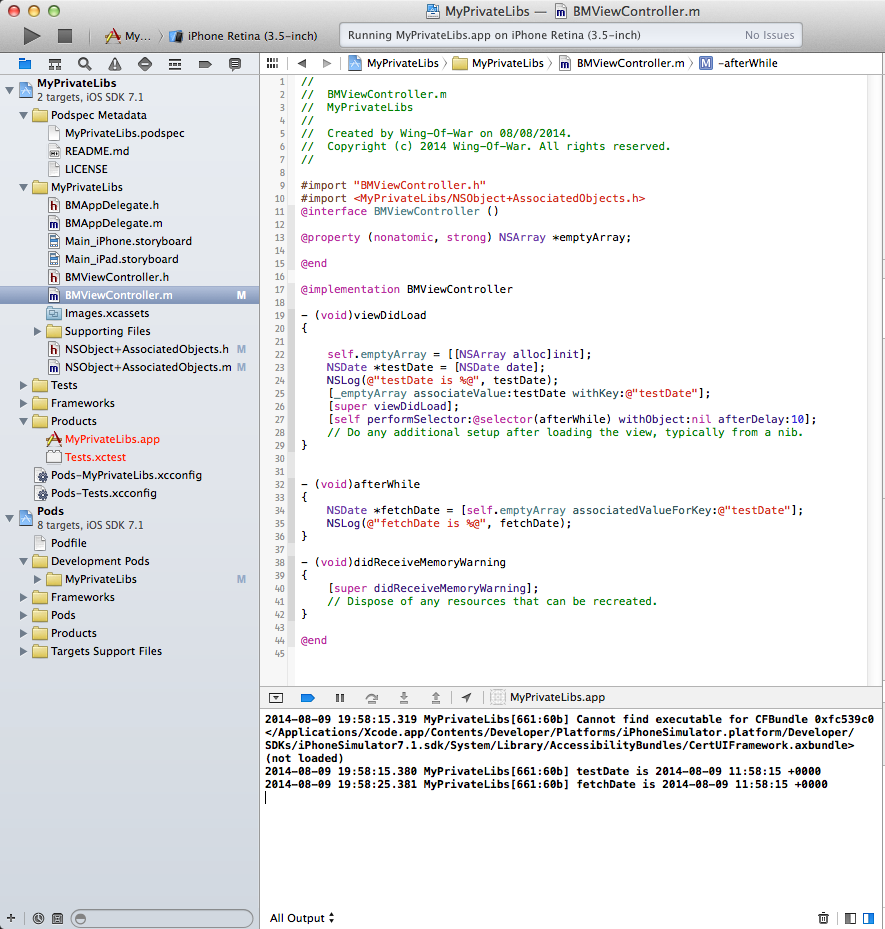 MyPrivateLibs — BMViewController.m
My... iPhone Retina (3.5-inch)
Running MyPrivateLibs.app on iPhone Retina (3.5-inch) No Issues
MyPrivateLibs
2 targets, iOS SDK 7.1
Podspec Metadata
MyPrivateLibs.podspec
README.md
LICENSE
MyPrivateLibs
BMAppDelegate.h
BMAppDelegate.m
Main_iPhone.storyboard
Main_iPad.storyboard
BMViewController.h
BMViewController.m M
Images.xcassets
Supporting Files
NSObject+AssociatedObjects.h M
NSObject+AssociatedObjects.m M
Tests
Frameworks
Products
MyPrivateLibs.app
Tests.xctest
Pods-MyPrivateLibs.xcconfig
Pods-Tests.xcconfig
Pods
8 targets, iOS SDK 7.1
Podfile
Development Pods
MyPrivateLibs M
Frameworks
Pods
Products
Targets Support Files
MyPrivateLibs MyPrivateLibs BMViewController.m M -afterWhile
1 //
2 //  BMViewController.m
3 //  MyPrivateLibs
4 //
5 //  Created by Wing-Of-War on 08/08/2014.
6 //  Copyright (c) 2014 Wing-Of-War. All rights reserved.
7 //
8
9 #import "BMViewController.h"
10 #import <MyPrivateLibs/NSObject+AssociatedObjects.h>
11 @interface BMViewController ()
12
13 @property (nonatomic, strong) NSArray *emptyArray;
14
15 @end
16
17 @implementation BMViewController
18
19 - (void)viewDidLoad
20 {
21
22 self.emptyArray = [[NSArray alloc]init];
23 NSDate *testDate = [NSDate date];
24 NSLog(@"testDate is %@", testDate);
25 [_emptyArray associateValue:testDate withKey:@"testDate"];
26 [super viewDidLoad];
27 [self performSelector:@selector(afterWhile) withObject:nil afterDelay:10];
28 // Do any additional setup after loading the view, typically from a nib.
29 }
30
31
32 - (void)afterWhile
33 {
34 NSDate *fetchDate = [self.emptyArray associatedValueForKey:@"testDate"];
35 NSLog(@"fetchDate is %@", fetchDate);
36 }
37
38 - (void)didReceiveMemoryWarning
39 {
40 [super didReceiveMemoryWarning];
41 // Dispose of any resources that can be recreated.
42 }
43
44 @end
45
MyPrivateLibs.app
2014-08-09 19:58:15.319 MyPrivateLibs[661:60b] Cannot find executable for CFBundle 0xfc539c0
</Applications/Xcode.app/Contents/Developer/Platforms/iPhoneSimulator.platform/Developer/
SDKs/iPhoneSimulator7.1.sdk/System/Library/AccessibilityBundles/CertUIFramework.axbundle>
(not loaded)
2014-08-09 19:58:15.380 MyPrivateLibs[661:60b] testDate is 2014-08-09 11:58:15 +0000
2014-08-09 19:58:25.381 MyPrivateLibs[661:60b] fetchDate is 2014-08-09 11:58:15 +0000
All Output